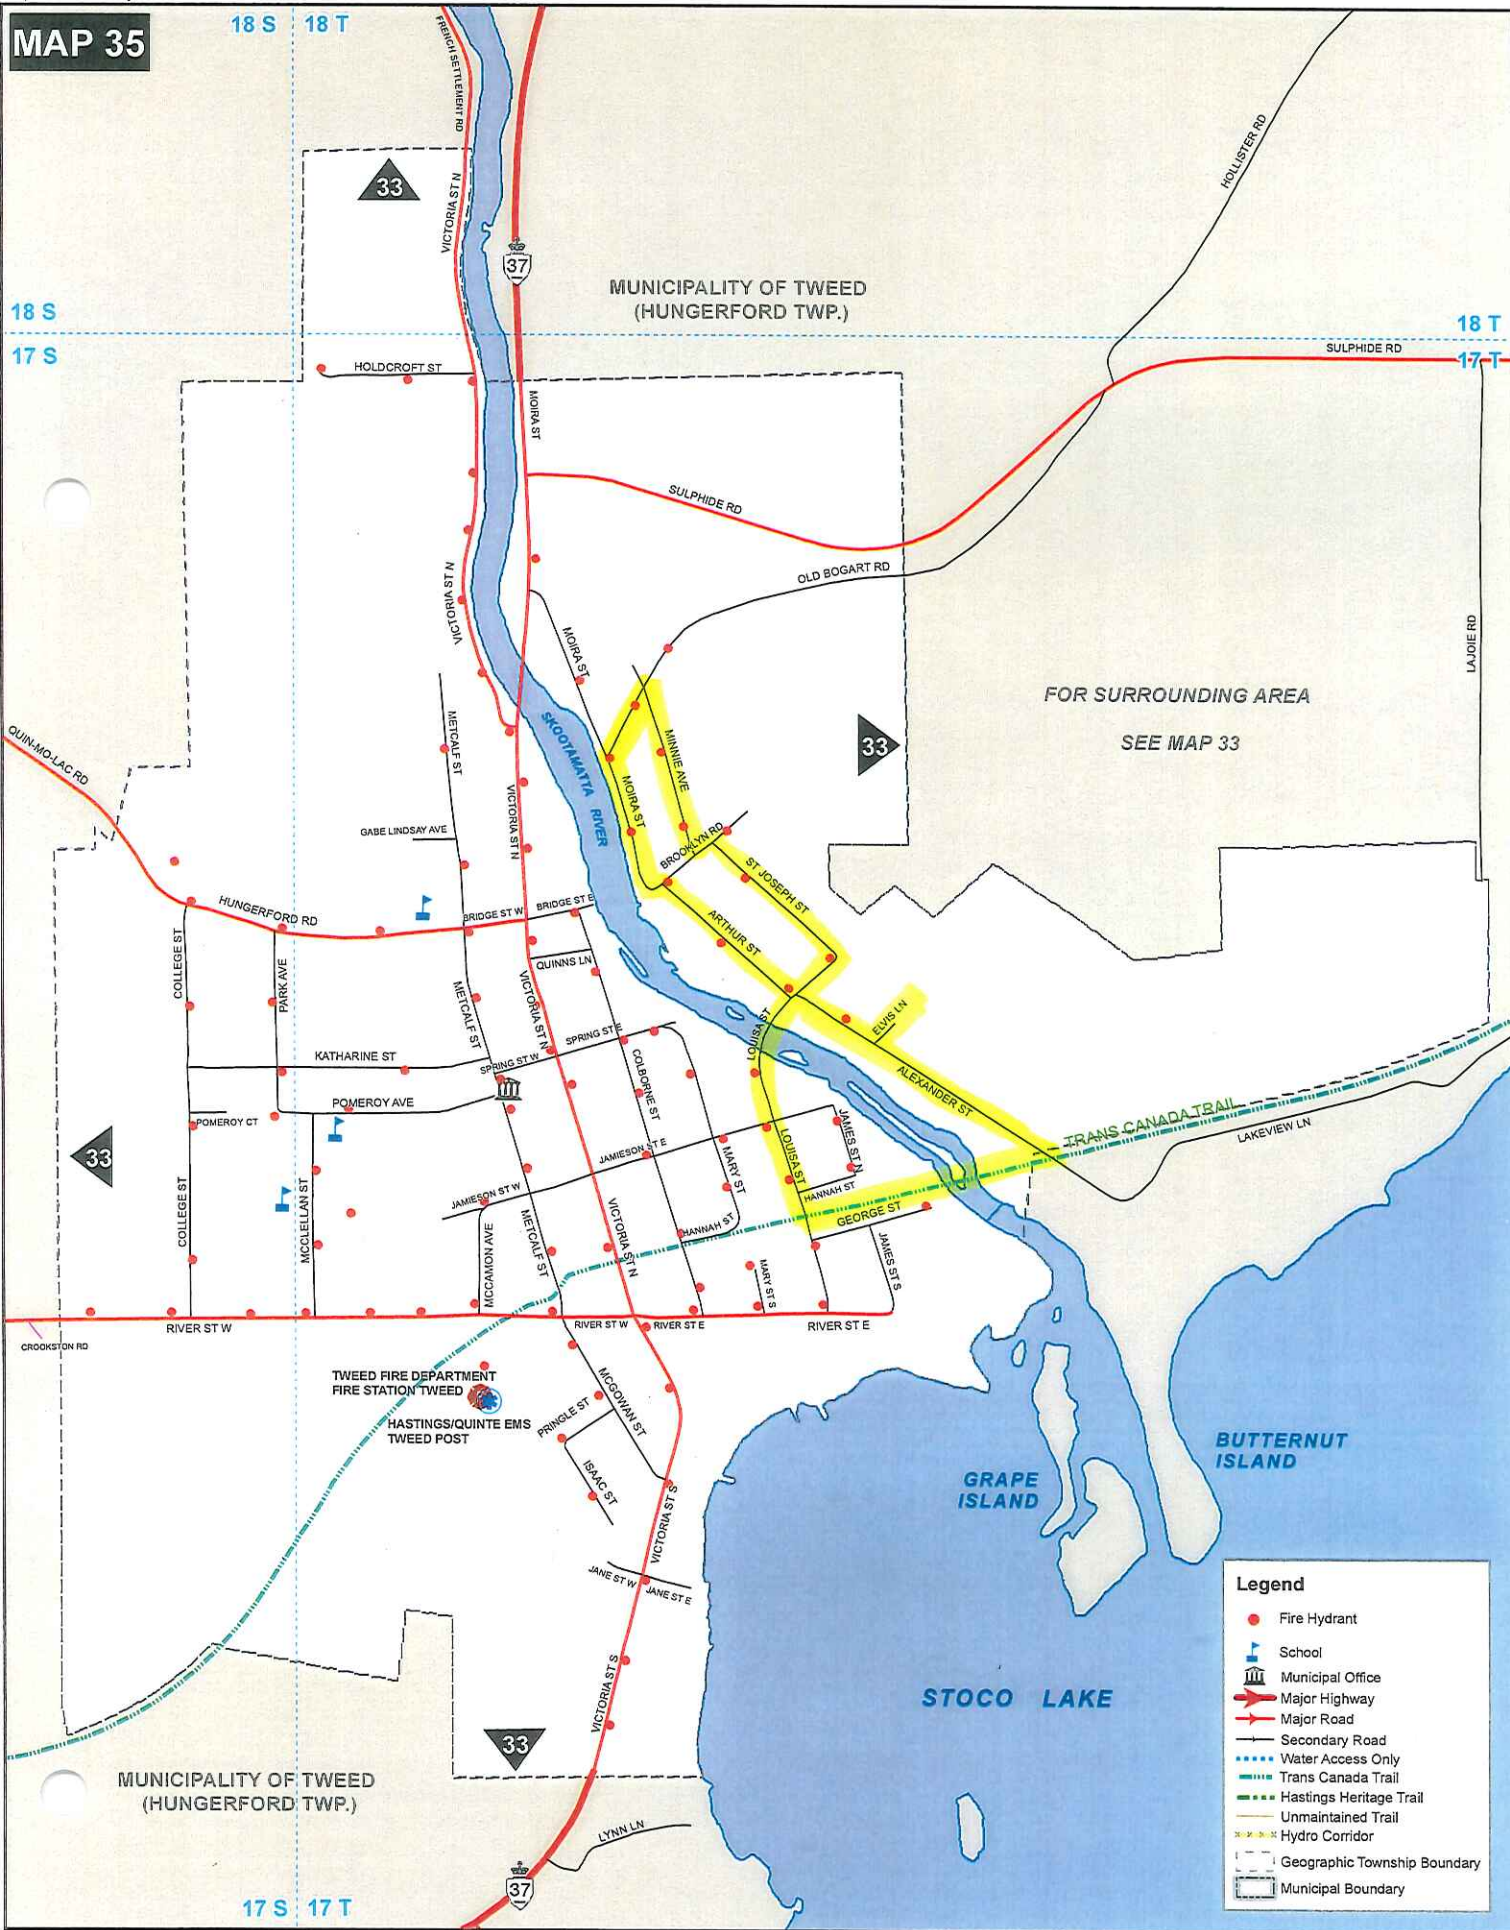 MAP 35
18 S
18 T
FRENCH SETTLEMENT RD
33
VICTORIA ST N
37
HOLLISTER RD
MUNICIPALITY OF TWEED
(HUNGERFORD TWP.)
18 S
18 T
17 S
17 T
SULPHIDE RD
HOLDCROFT ST
MOIRA ST
SULPHIDE RD
OLD BOGART RD
VICTORIA ST N
MOIRA ST
LAJOIE RD
FOR SURROUNDING AREA
SEE MAP 33
33
QUIN-MO-LAC RD
METCALF ST
SKOOTAMATTA RIVER
MINNIE AVE
MOIRA ST
VICTORIA ST N
GABE LINDSAY AVE
BROOKLYN RD
ST JOSEPH ST
HUNGERFORD RD
BRIDGE ST W
BRIDGE ST E
ARTHUR ST
COLLEGE ST
PARK AVE
QUINNS LN
METCALF ST
VICTORIA ST N
ELVIS LN
LOUISA ST
SPRING ST E
KATHARINE ST
SPRING ST W
COLBORNE ST
ALEXANDER ST
POMEROY AVE
POMEROY CT
TRANS CANADA TRAIL
LAKEVIEW LN
JAMES ST N
JAMIESON ST E
LOUISA ST
MARY ST
33
JAMIESON ST W
HANNAH ST
COLLEGE ST
MCCLELLAN ST
METCALF ST
VICTORIA ST N
HANNAH ST
GEORGE ST
MCCAMON AVE
JAMES ST S
MARY ST S
RIVER ST W
RIVER ST W
RIVER ST E
RIVER ST E
CROOKSTON RD
TWEED FIRE DEPARTMENT
FIRE STATION TWEED
HASTINGS/QUINTE EMS
TWEED POST
MCGOWAN ST
PRINGLE ST
ISAAC ST
BUTTERNUT
ISLAND
GRAPE
ISLAND
VICTORIA ST S
JANE ST W
JANE ST E
VICTORIA ST S
STOCO LAKE
33
MUNICIPALITY OF TWEED
(HUNGERFORD TWP.)
LYNN LN
37
17 S
17 T
Legend
Fire Hydrant
School
Municipal Office
Major Highway
Major Road
Secondary Road
Water Access Only
Trans Canada Trail
Hastings Heritage Trail
Unmaintained Trail
Hydro Corridor
Geographic Township Boundary
Municipal Boundary